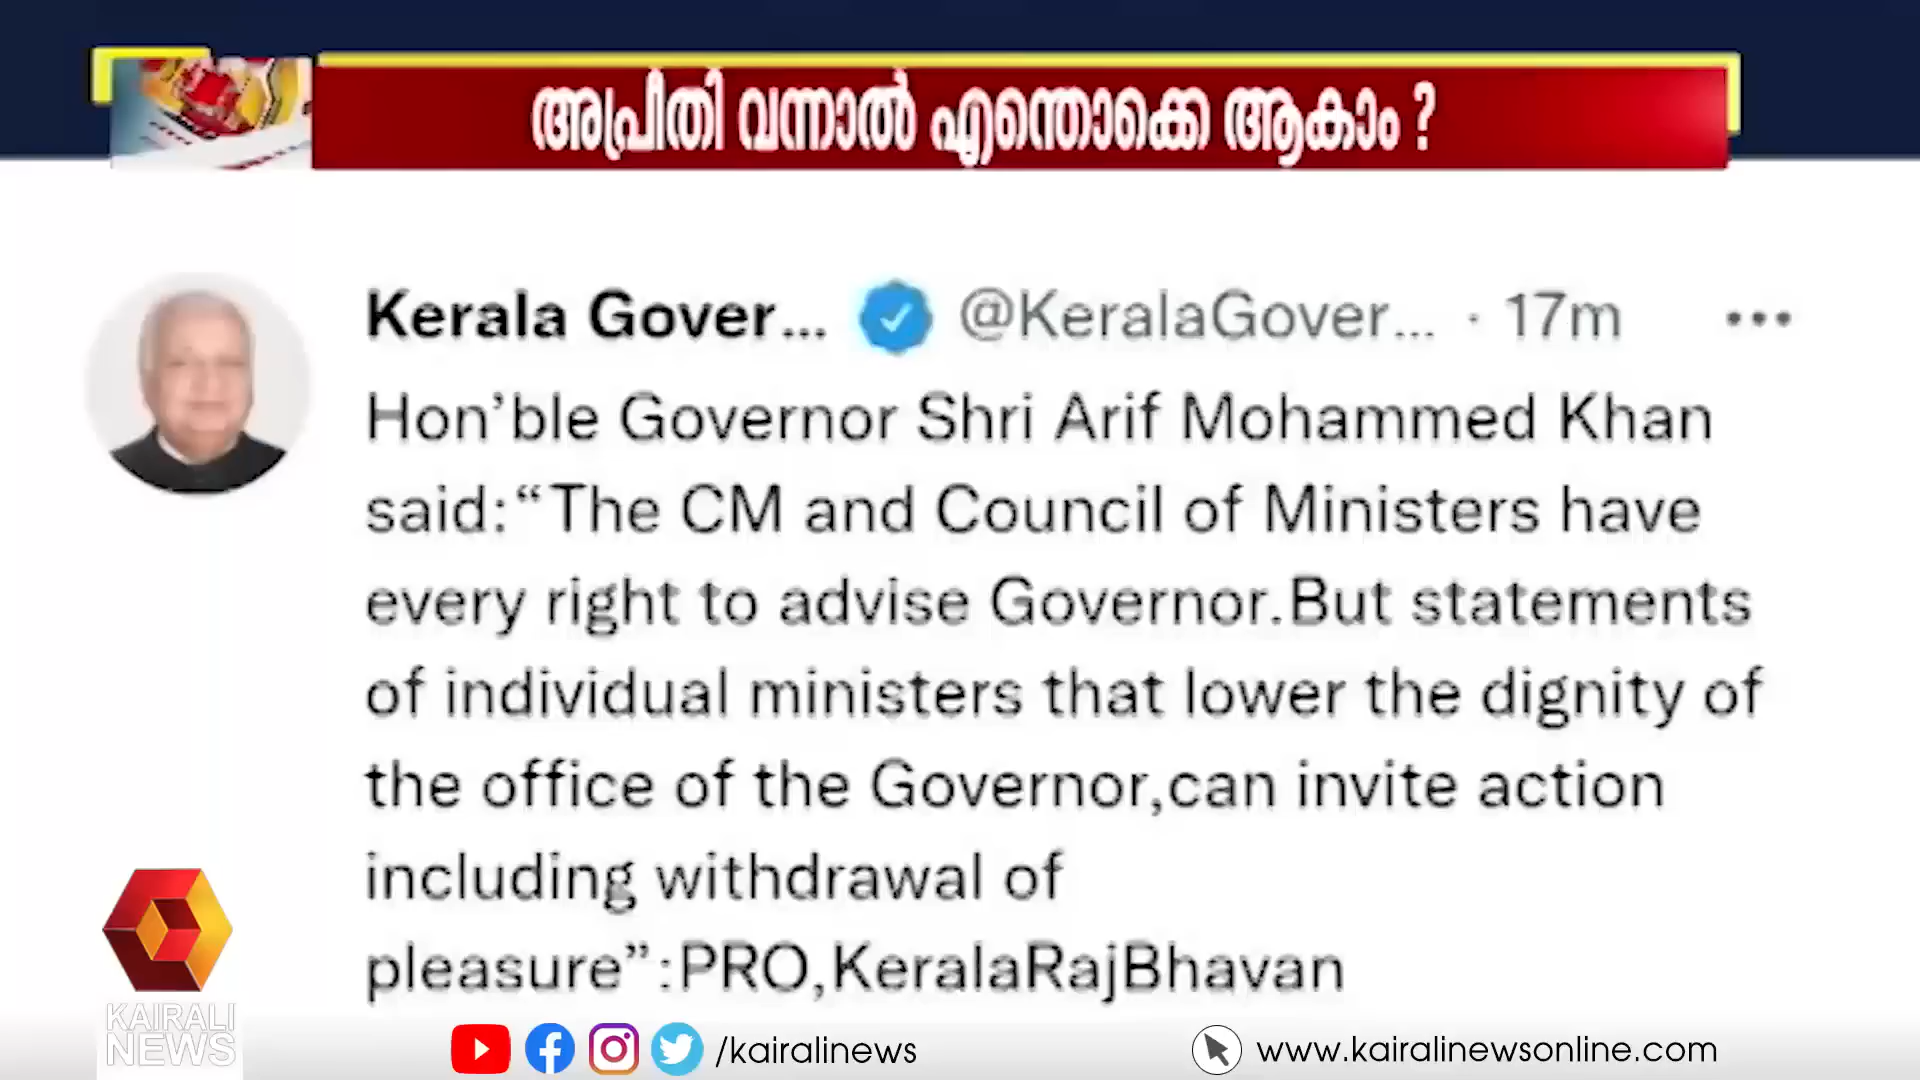 അപ്രീതി വന്നാൽ എന്തൊക്കെ ആകാം ?
Kerala Gover... @KeralaGover... · 17m
Hon’ble Governor Shri Arif Mohammed Khan
said:“The CM and Council of Ministers have
every right to advise Governor.But statements
of individual ministers that lower the dignity of
the office of the Governor,can invite action
including withdrawal of
pleasure”:PRO,KeralaRajBhavan
KAIRALI
NEWS
/kairalinews
www.kairalinewsonline.com